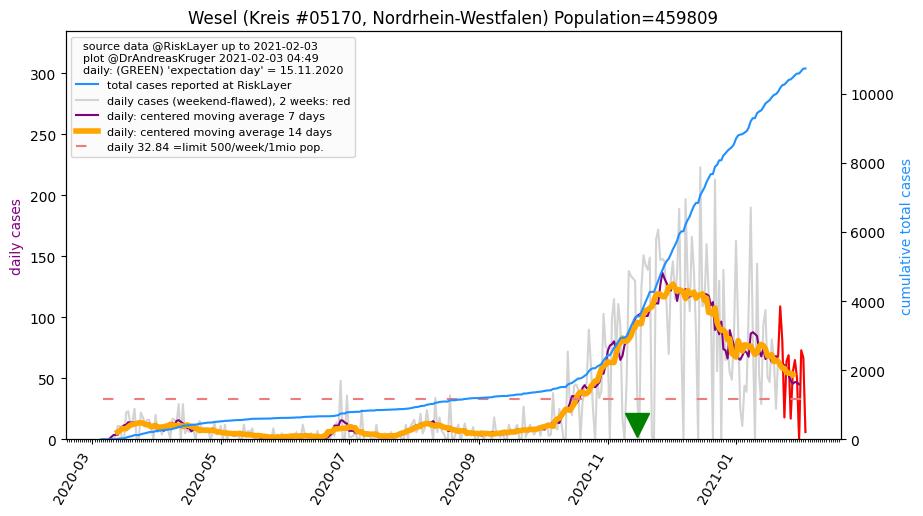 Wesel (Kreis #05170, Nordrhein-Westfalen) Population=459809
source data @RiskLayer up to 2021-02-03
plot @DrAndreasKruger 2021-02-03 04:49
daily: (GREEN) 'expectation day' = 15.11.2020
total cases reported at RiskLayer
daily cases (weekend-flawed), 2 weeks: red
daily: centered moving average 7 days
daily: centered moving average 14 days
daily 32.84 =limit 500/week/1mio pop.
daily cases
300
250
200
150
100
50
0
10000
8000
6000
4000
2000
0
cumulative total cases
2020-03
2020-05
2020-07
2020-09
2020-11
2021-01